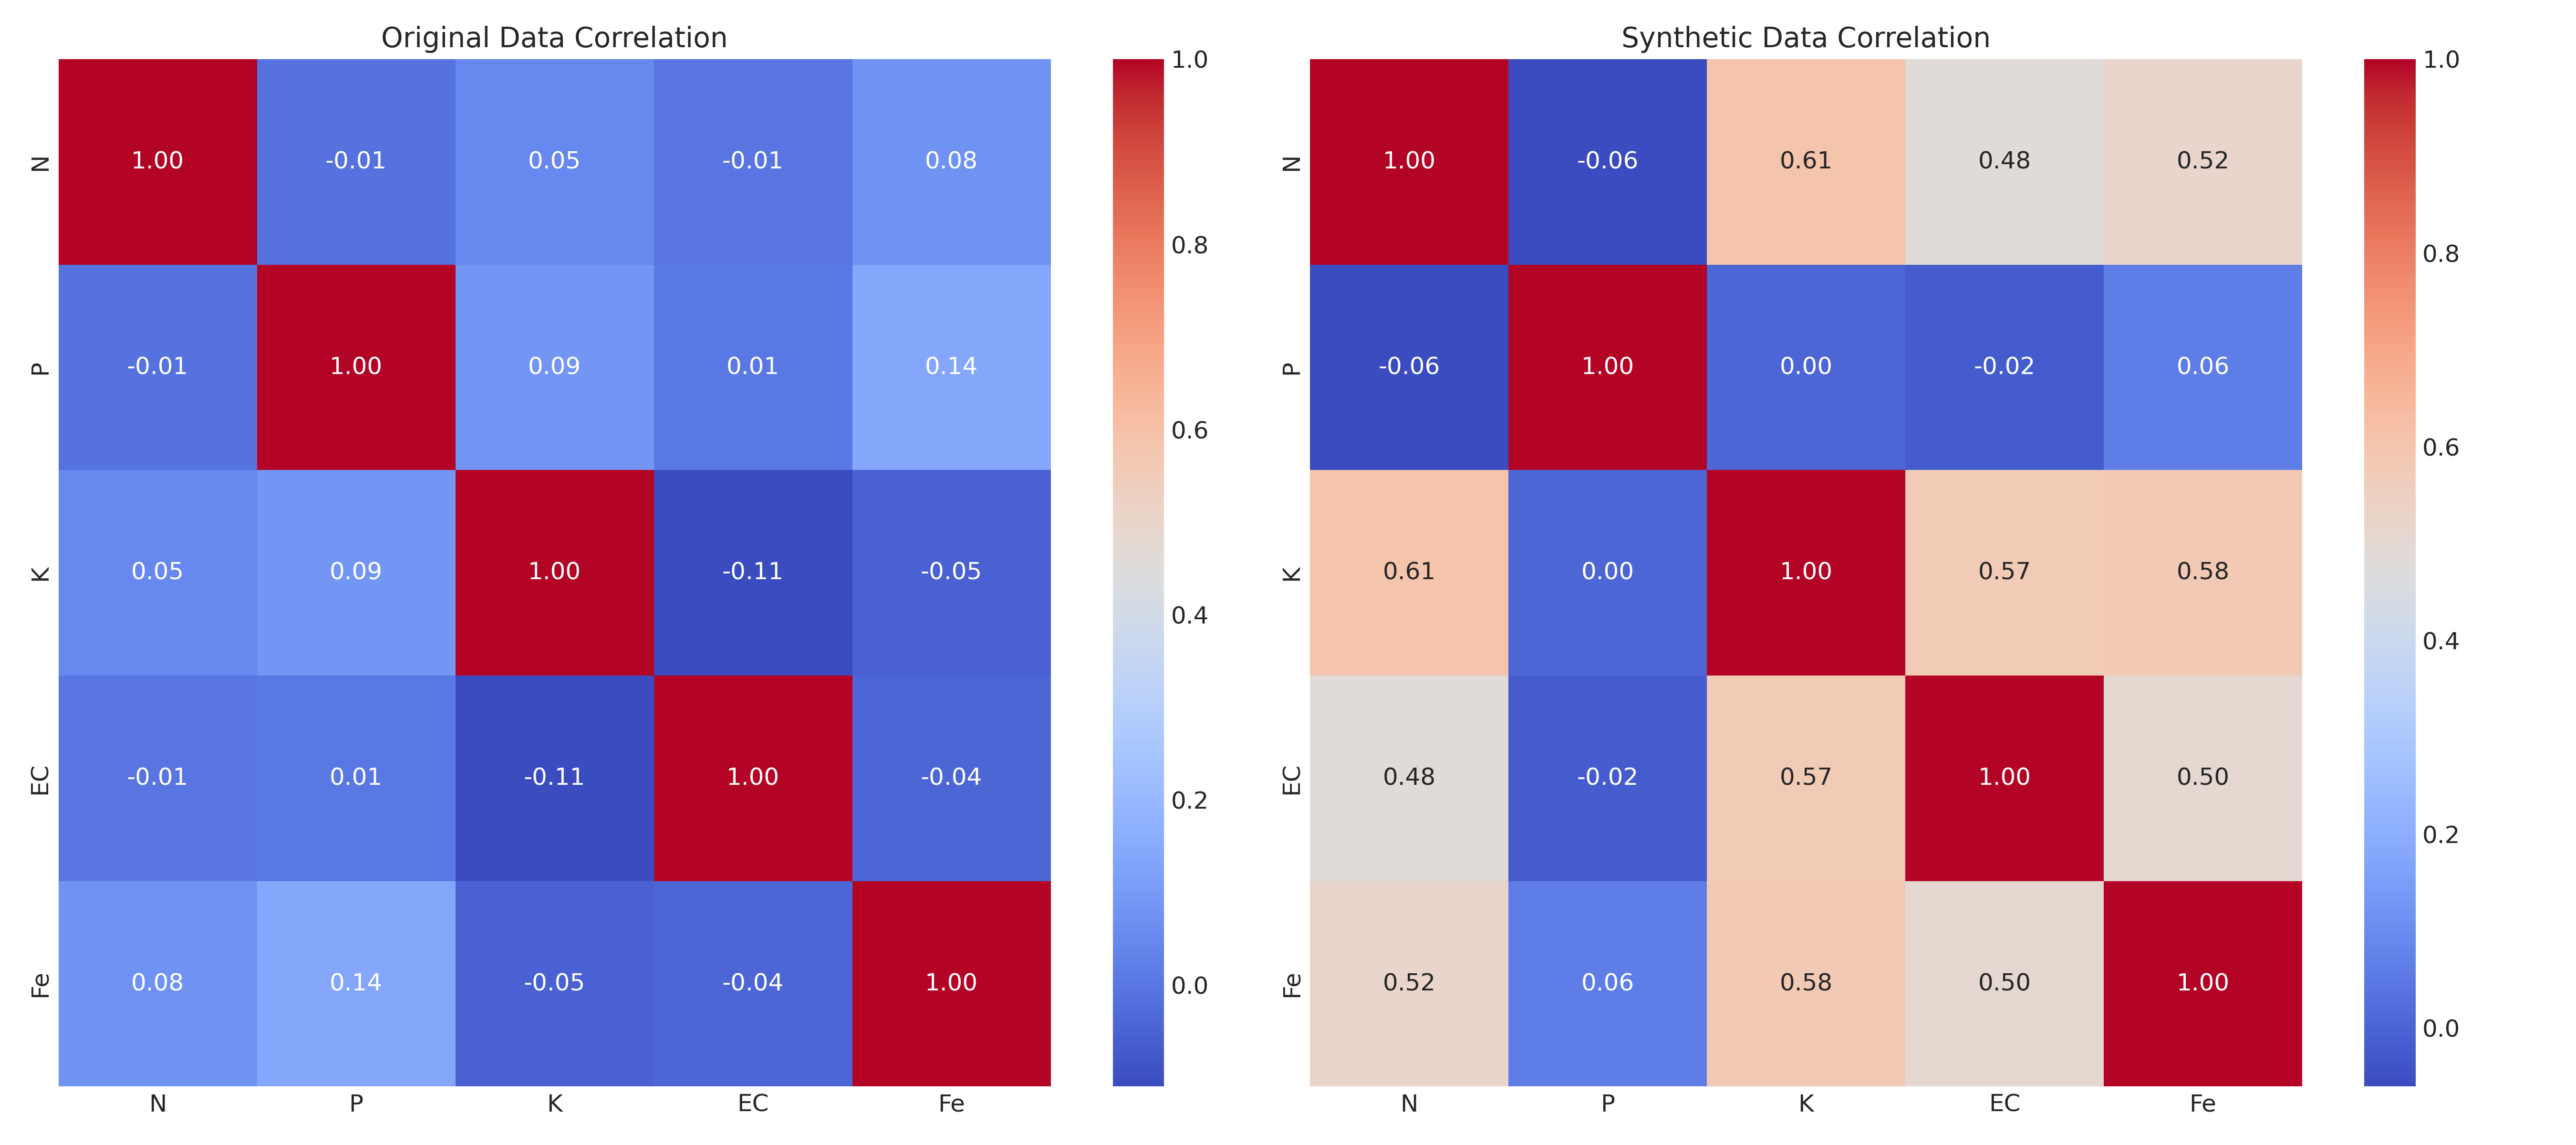 Original Data Correlation
N 1.00 -0.01 0.05 -0.01 0.08
P -0.01 1.00 0.09 0.01 0.14
K 0.05 0.09 1.00 -0.11 -0.05
EC -0.01 0.01 -0.11 1.00 -0.04
Fe 0.08 0.14 -0.05 -0.04 1.00
N P K EC Fe
1.0
0.8
0.6
0.4
0.2
0.0
Synthetic Data Correlation
N 1.00 -0.06 0.61 0.48 0.52
P -0.06 1.00 0.00 -0.02 0.06
K 0.61 0.00 1.00 0.57 0.58
EC 0.48 -0.02 0.57 1.00 0.50
Fe 0.52 0.06 0.58 0.50 1.00
N P K EC Fe
1.0
0.8
0.6
0.4
0.2
0.0